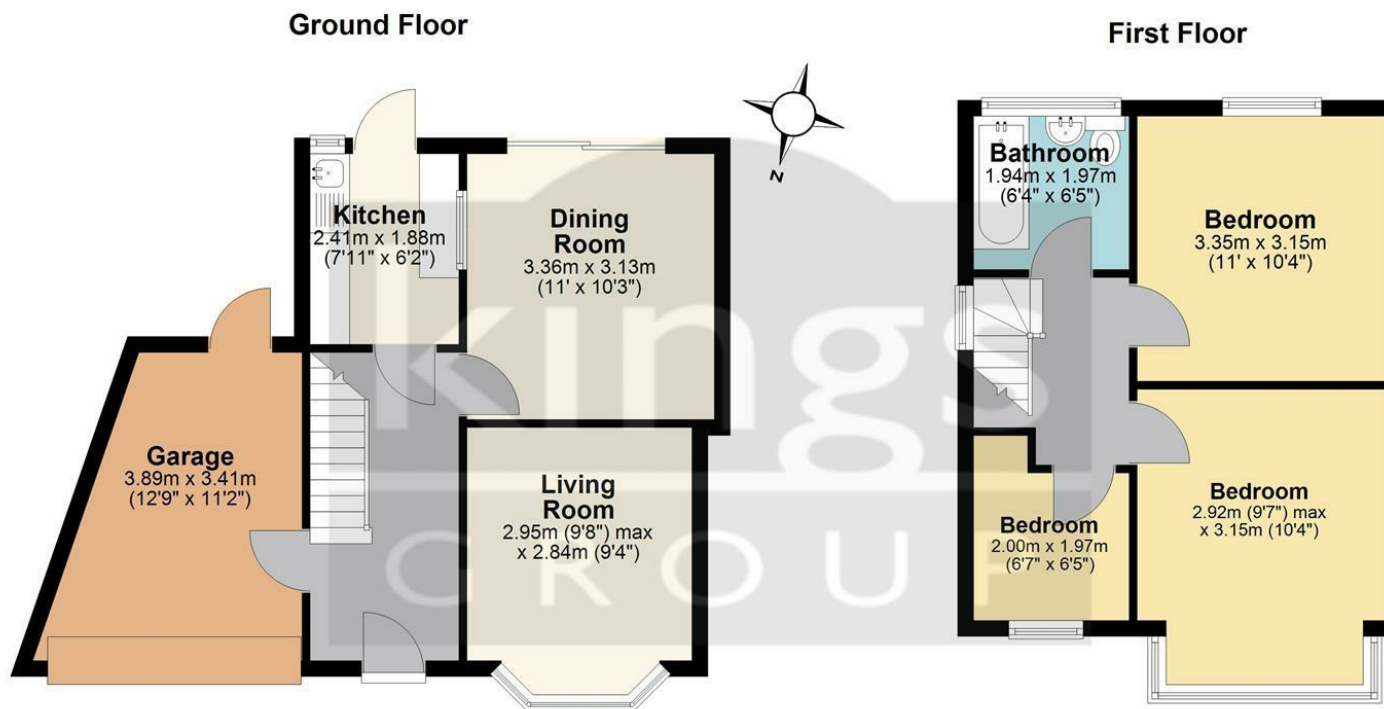 Ground Floor
First Floor
N
Kitchen
2.41m x 1.88m
(7'11" x 6'2")
Dining
Room
3.36m x 3.13m
(11' x 10'3")
Garage
3.89m x 3.41m
(12'9" x 11'2")
Living
Room
2.95m (9'8") max
x 2.84m (9'4")
Bathroom
1.94m x 1.97m
(6'4" x 6'5")
Bedroom
3.35m x 3.15m
(11' x 10'4")
Bedroom
2.92m (9'7") max
x 3.15m (10'4")
Bedroom
2.00m x 1.97m
(6'7" x 6'5")
kings
GROUP